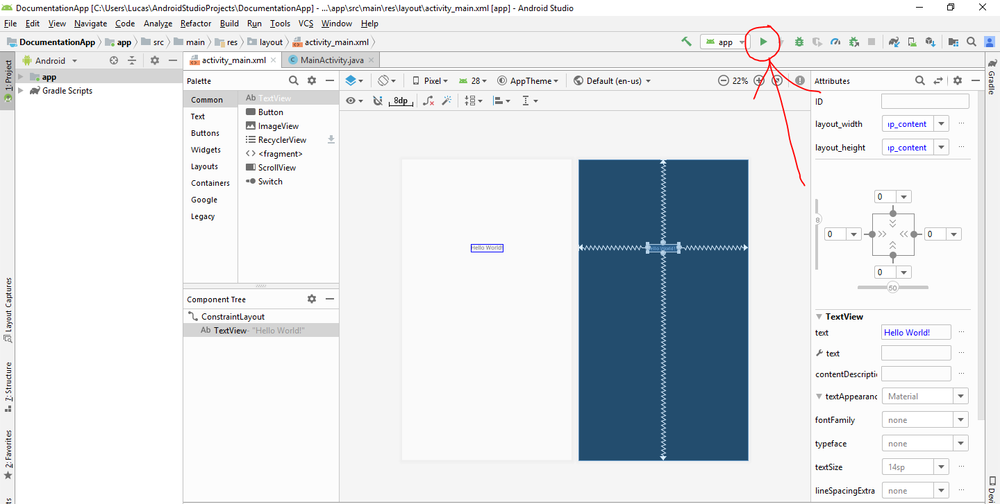 DocumentationApp [C:\Users\Lucas\AndroidStudioProjects\DocumentationApp] - ...\app\src\main\res\layout\activity_main.xml [app] - Android Studio
File Edit View Navigate Code Analyze Refactor Build Run Tools VCS Window Help
DocumentationApp app src main res layout activity_main.xml
app
1: Project
Layout Captures
7: Structure
2: Favorites
Android
app
Gradle Scripts
activity_main.xml MainActivity.java
Palette
Common
Text
Buttons
Widgets
Layouts
Containers
Google
Legacy
Ab TextView
Button
ImageView
RecyclerView
<fragment>
ScrollView
Switch
Component Tree
ConstraintLayout
Ab TextView- "Hello World!"
Pixel 28 AppTheme Default (en-us) 22%
8dp
Hello World!
Hello World!
Attributes
ID
layout_width ap_content ...
layout_height ap_content ...
0
8
0 0
0
50
TextView
text Hello World! ...
text ...
contentDescriptio ...
textAppearanc Material
fontFamily none
typeface none
textSize 14sp ...
lineSpacingExtra none ...
Gradle